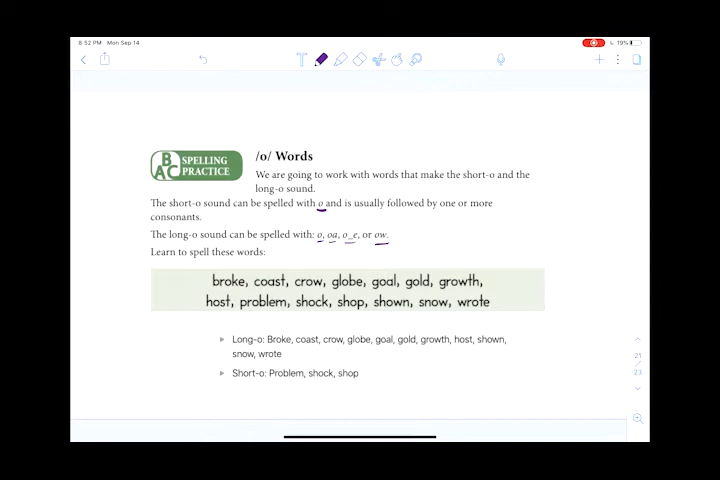 8:52 PM Mon Sep 14
19%
T
B
AC
SPELLING
PRACTICE
/o/ Words
We are going to work with words that make the short-o and the
long-o sound.
The short-o sound can be spelled with o and is usually followed by one or more
consonants.
The long-o sound can be spelled with: o, oa, o_e, or ow.
Learn to spell these words:
broke, coast, crow, globe, goal, gold, growth,
host, problem, shock, shop, shown, snow, wrote
Long-o: Broke, coast, crow, globe, goal, gold, growth, host, shown,
snow, wrote
Short-o: Problem, shock, shop
21
/
23